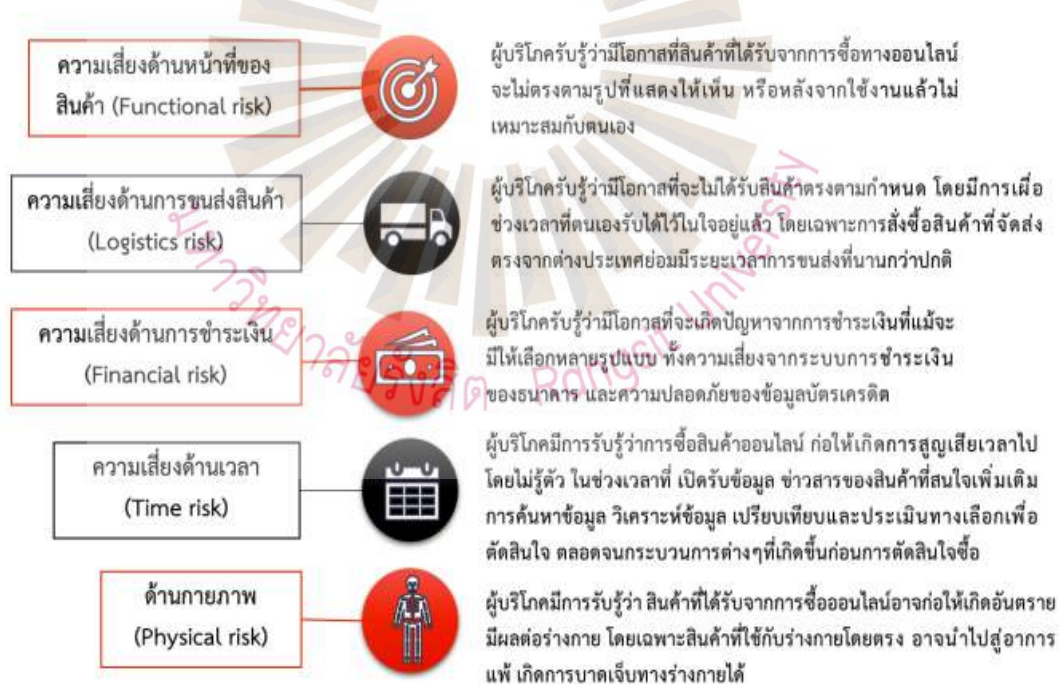 ความเสี่ยงด้านหน้าที่ของ
สินค้า (Functional risk)
ผู้บริโภครับรู้ว่ามีโอกาสที่สินค้าที่ได้รับจากการซื้อทางออนไลน์
จะไม่ตรงตามรูปที่แสดงให้เห็น หรือหลังจากใช้งานแล้วไม่
เหมาะสมกับตนเอง
ความเสี่ยงด้านการขนส่งสินค้า
(Logistics risk)
ผู้บริโภครับรู้ว่ามีโอกาสที่จะไม่ได้รับสินค้าตรงตามกำหนด โดยมีการเผื่อ
ช่วงเวลาที่ตนเองรับได้ไว้ในใจอยู่แล้ว โดยเฉพาะการสั่งซื้อสินค้าที่จัดส่ง
ตรงจากต่างประเทศย่อมมีระยะเวลาการขนส่งที่นานกว่าปกติ
ความเสี่ยงด้านการชำระเงิน
(Financial risk)
ผู้บริโภครับรู้ว่ามีโอกาสที่จะเกิดปัญหาจากการชำระเงินที่แม้จะ
มีให้เลือกหลายรูปแบบ ทั้งความเสี่ยงจากระบบการชำระเงิน
ของธนาคาร และความปลอดภัยของข้อมูลบัตรเครดิต
ความเสี่ยงด้านเวลา
(Time risk)
ผู้บริโภคมีการรับรู้ว่าการซื้อสินค้าออนไลน์ ก่อให้เกิดการสูญเสียเวลาไป
โดยไม่รู้ตัว ในช่วงเวลาที่ เปิดรับข้อมูล ข่าวสารของสินค้าที่สนใจเพิ่มเติม
การค้นหาข้อมูล วิเคราะห์ข้อมูล เปรียบเทียบและประเมินทางเลือกเพื่อ
ตัดสินใจ ตลอดจนกระบวนการต่างๆที่เกิดขึ้นก่อนการตัดสินใจซื้อ
ด้านกายภาพ
(Physical risk)
ผู้บริโภคมีการรับรู้ว่า สินค้าที่ได้รับจากการซื้อออนไลน์อาจก่อให้เกิดอันตราย
มีผลต่อร่างกาย โดยเฉพาะสินค้าที่ใช้กับร่างกายโดยตรง อาจนำไปสู่อาการ
แพ้ เกิดการบาดเจ็บทางร่างกายได้
มหาวิทยาลัยรังสิต Rangsit University